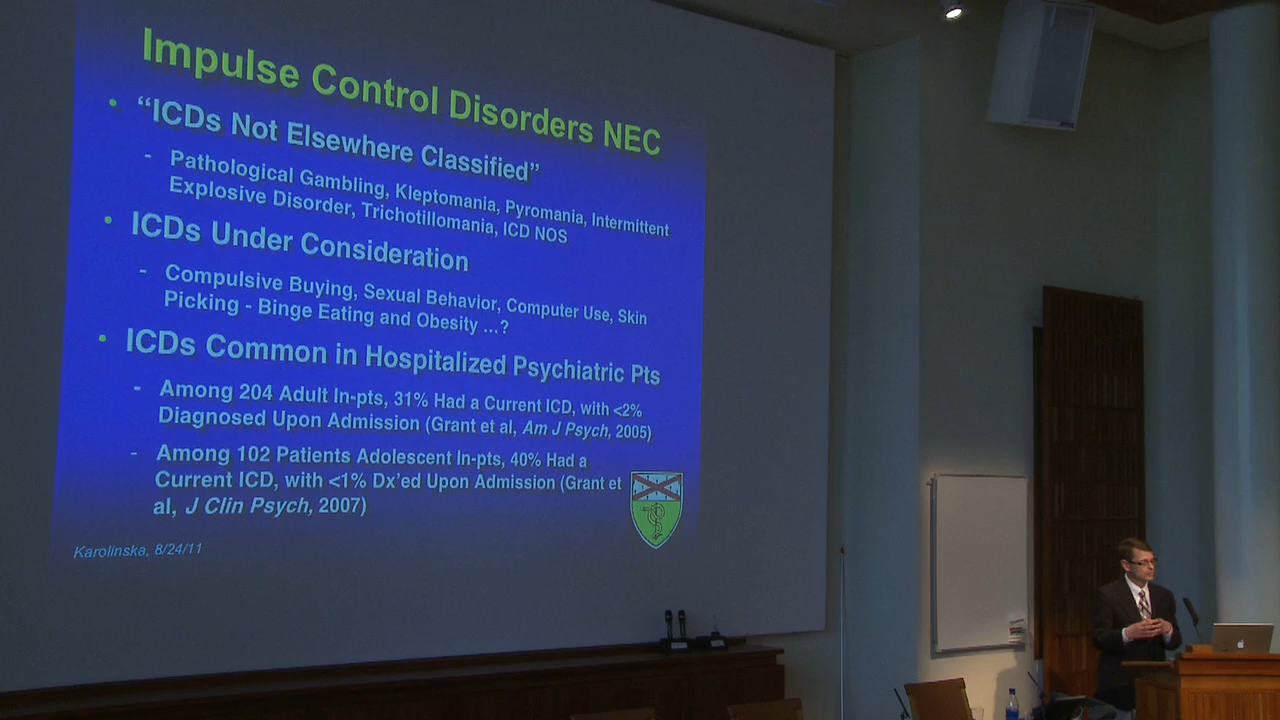 Impulse Control Disorders NEC
• “ICDs Not Elsewhere Classified”
- Pathological Gambling, Kleptomania, Pyromania, Intermittent
Explosive Disorder, Trichotillomania, ICD NOS
• ICDs Under Consideration
- Compulsive Buying, Sexual Behavior, Computer Use, Skin
Picking - Binge Eating and Obesity ...?
• ICDs Common in Hospitalized Psychiatric Pts
- Among 204 Adult In-pts, 31% Had a Current ICD, with <2%
Diagnosed Upon Admission (Grant et al, Am J Psych, 2005)
- Among 102 Patients Adolescent In-pts, 40% Had a
Current ICD, with <1% Dx’ed Upon Admission (Grant et
al, J Clin Psych, 2007)
Karolinska, 8/24/11